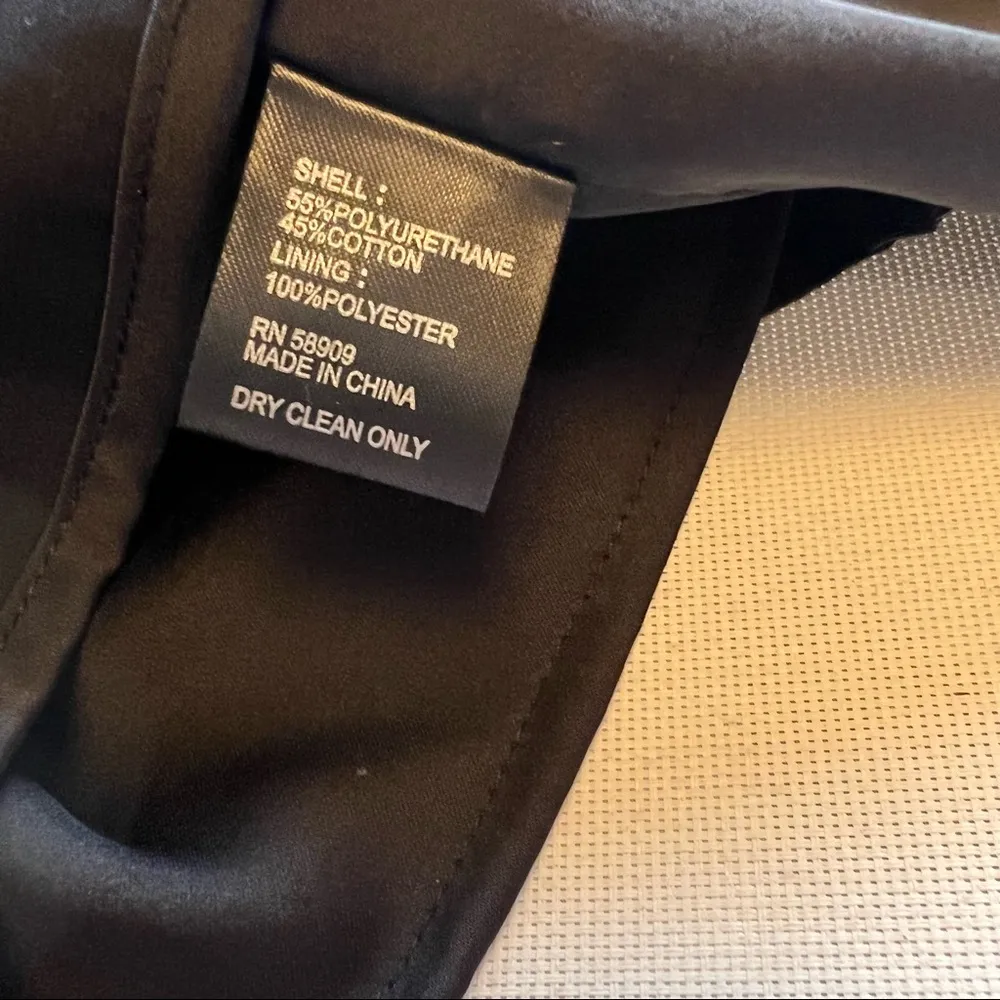 SHELL :
55%POLYURETHANE
45%COTTON
LINING :
100%POLYESTER
RN 58909
MADE IN CHINA
DRY CLEAN ONLY